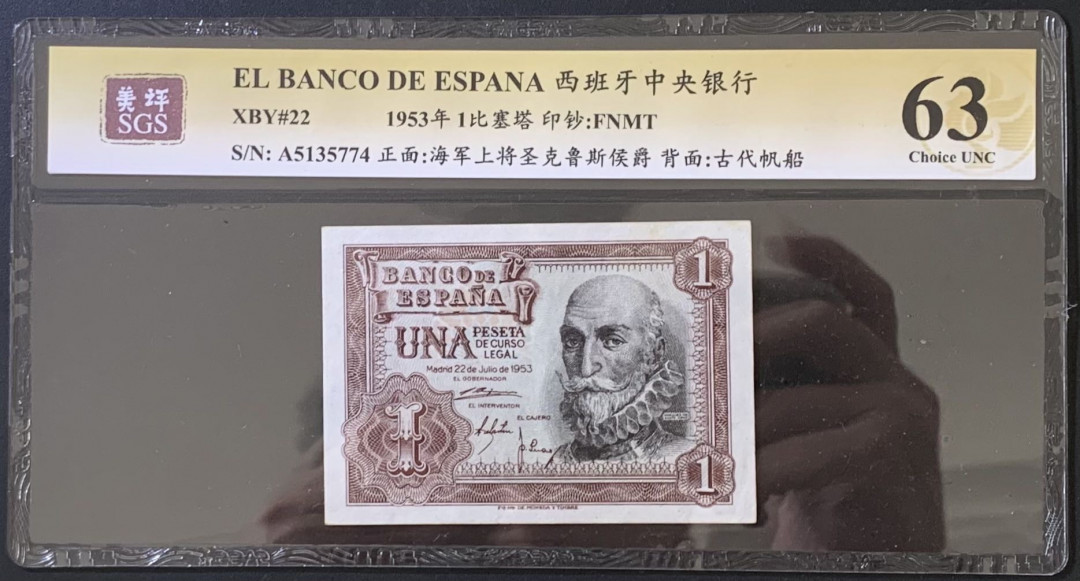 美评
SGS
EL BANCO DE ESPANA 西班牙中央银行
XBY#22 1953年 1比塞塔 印钞:FNMT
S/N: A5135774 正面:海军上将圣克鲁斯侯爵 背面:古代帆船
63
Choice UNC
BANCO DE
ESPAÑA
UNA PESETA
DE CURSO
LEGAL
Madrid 22 de Julio de 1953
EL GOBERNADOR
EL INTERVENTOR
EL CAJERO
1
1
1
MONEDA Y TIMBRE